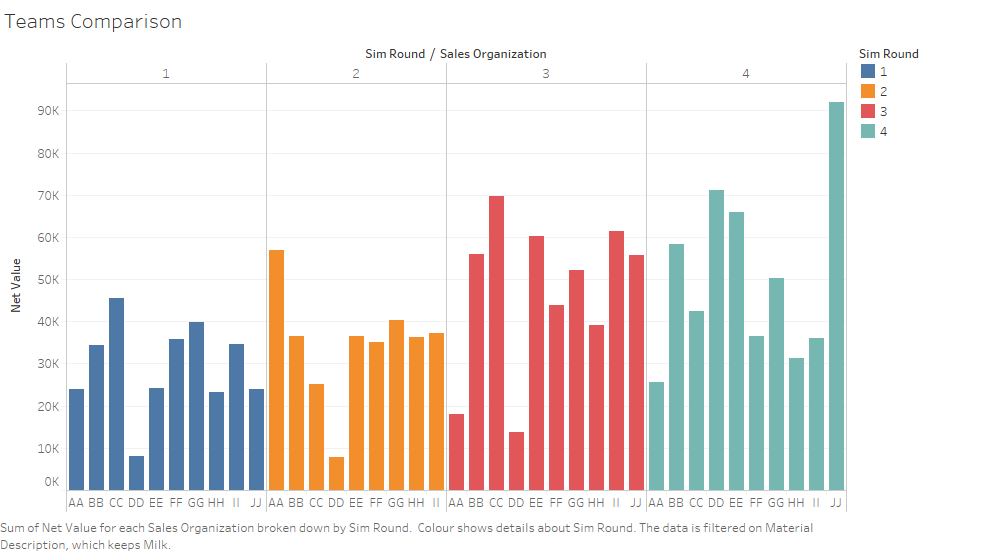 Teams Comparison
Sim Round / Sales Organization
Sim Round
1
2
3
4
1
2
3
4
Net Value
90K
80K
70K
60K
50K
40K
30K
20K
10K
0K
AA BB CC DD EE FF GG HH II JJ AA BB CC DD EE FF GG HH II AA BB CC DD EE FF GG HH II JJ AA BB CC DD EE FF GG HH II JJ
Sum of Net Value for each Sales Organization broken down by Sim Round. Colour shows details about Sim Round. The data is filtered on Material
Description, which keeps Milk.